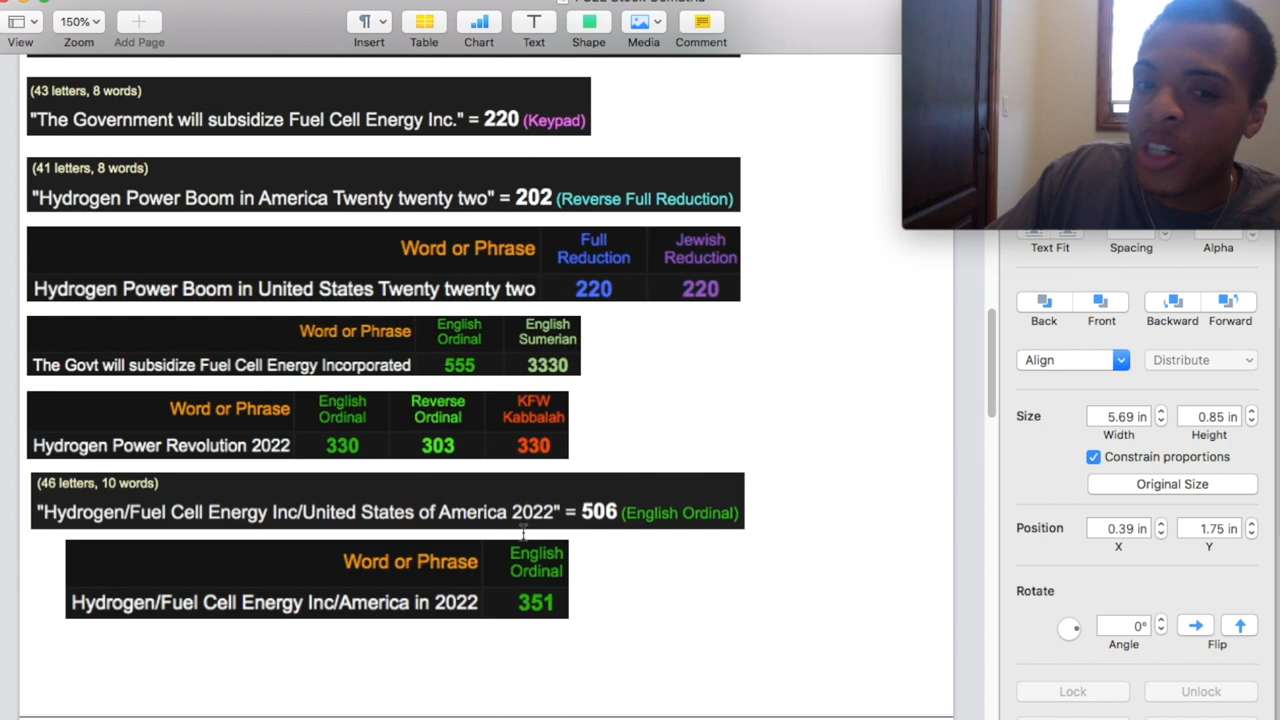 150%
View
Zoom
Add Page
Insert
Table
Chart
Text
Shape
Media
Comment
(43 letters, 8 words)
"The Government will subsidize Fuel Cell Energy Inc." = 220 (Keypad)
(41 letters, 8 words)
"Hydrogen Power Boom in America Twenty twenty two" = 202 (Reverse Full Reduction)
Word or Phrase Full Reduction Jewish Reduction
Hydrogen Power Boom in United States Twenty twenty two 220 220
Word or Phrase English Ordinal English Sumerian
The Govt will subsidize Fuel Cell Energy Incorporated 555 3330
Word or Phrase English Ordinal Reverse Ordinal KFW Kabbalah
Hydrogen Power Revolution 2022 330 303 330
(46 letters, 10 words)
"Hydrogen/Fuel Cell Energy Inc/United States of America 2022" = 506 (English Ordinal)
Word or Phrase English Ordinal
Hydrogen/Fuel Cell Energy Inc/America in 2022 351
Text Fit Spacing Alpha
Back Front Backward Forward
Align Distribute
Size 5.69 in 0.85 in
Width Height
Constrain proportions
Original Size
Position 0.39 in 1.75 in
X Y
Rotate
0°
Angle Flip
Lock Unlock